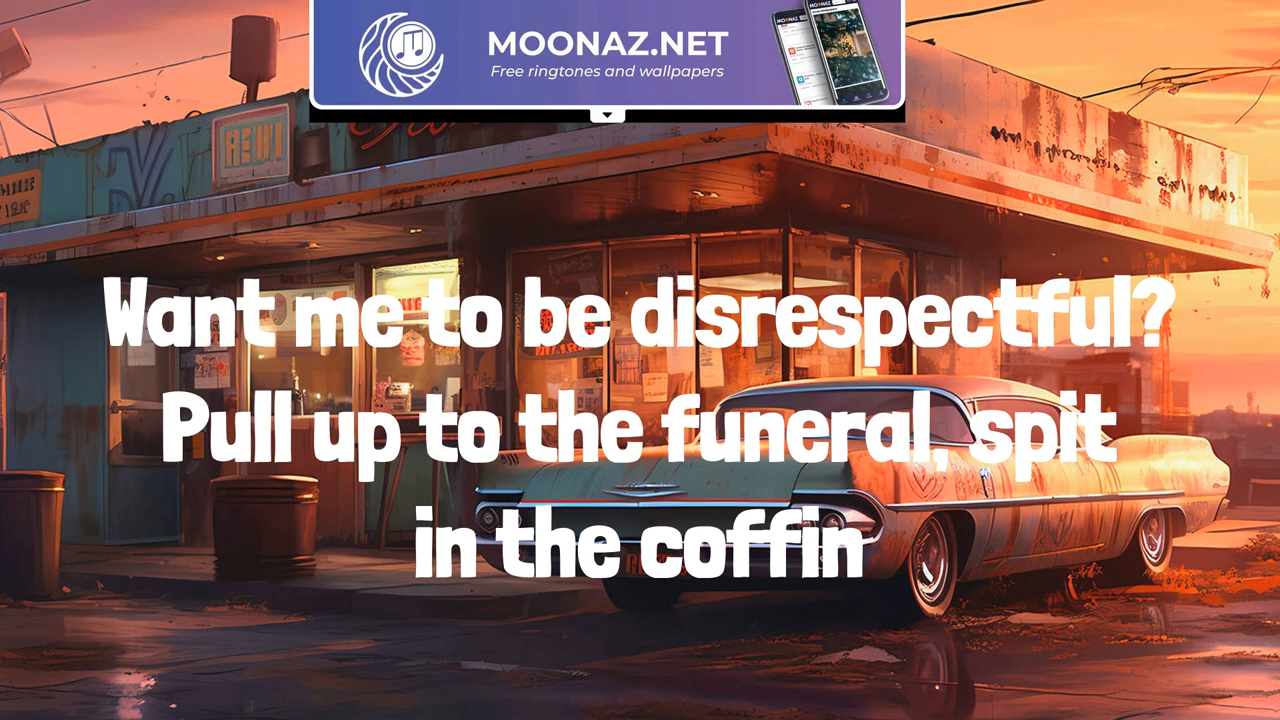 MOONAZ.NET
Free ringtones and wallpapers
Want me to be disrespectful?
Pull up to the funeral, spit
in the coffin